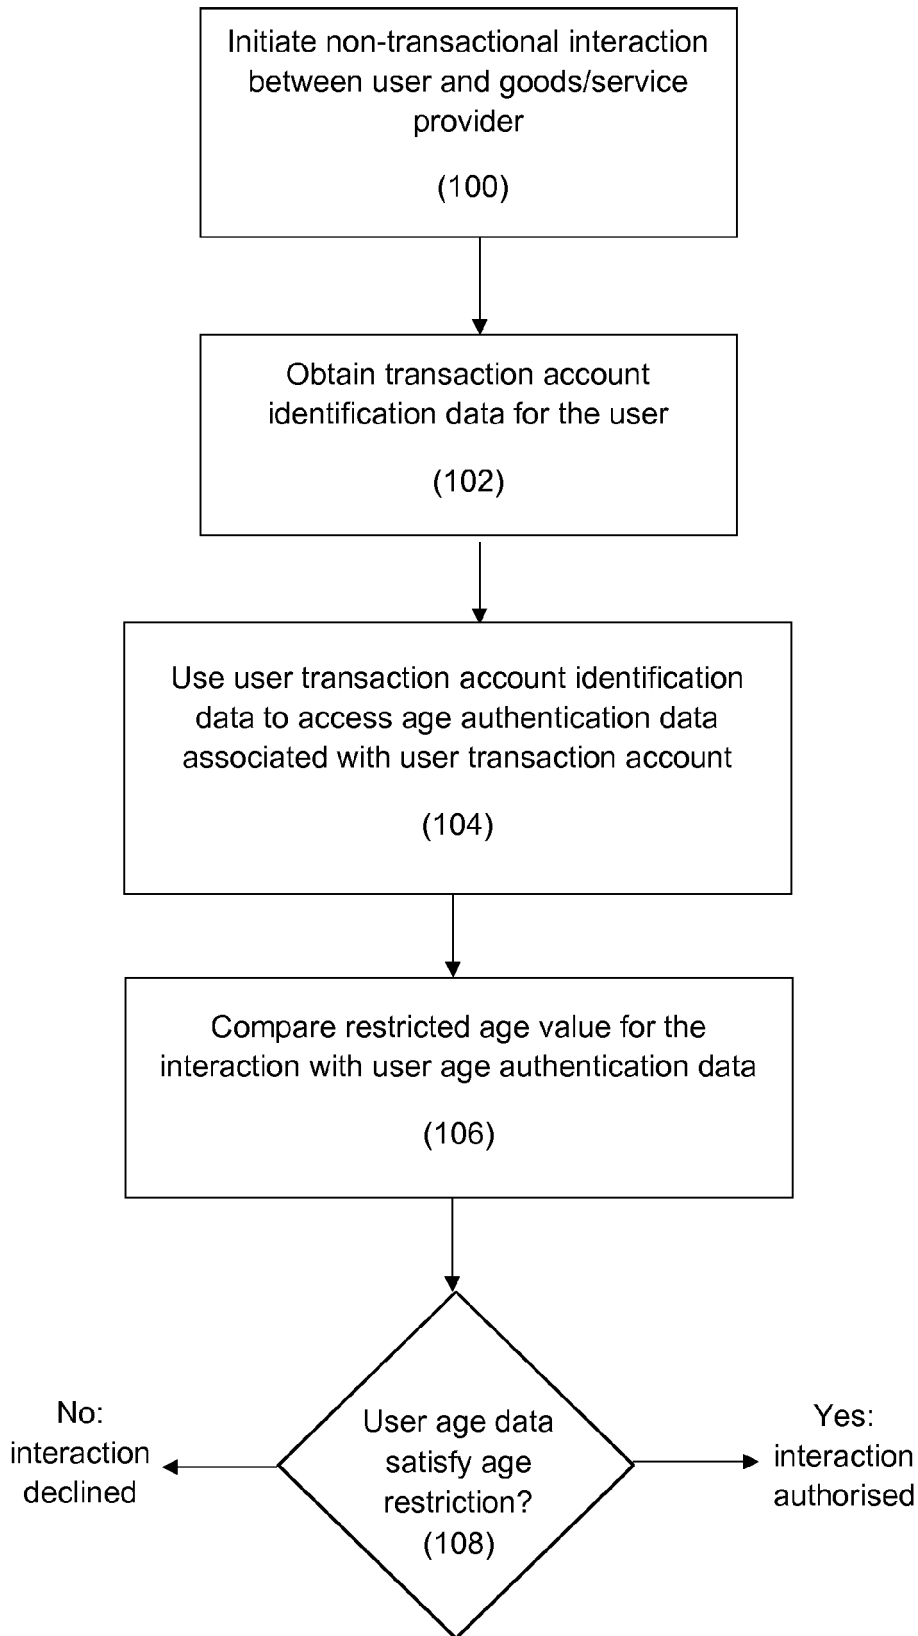 Initiate non-transactional interaction
between user and goods/service
provider
(100)
Obtain transaction account
identification data for the user
(102)
Use user transaction account identification
data to access age authentication data
associated with user transaction account
(104)
Compare restricted age value for the
interaction with user age authentication data
(106)
No:
interaction
declined
User age data
satisfy age
restriction?
(108)
Yes:
interaction
authorised